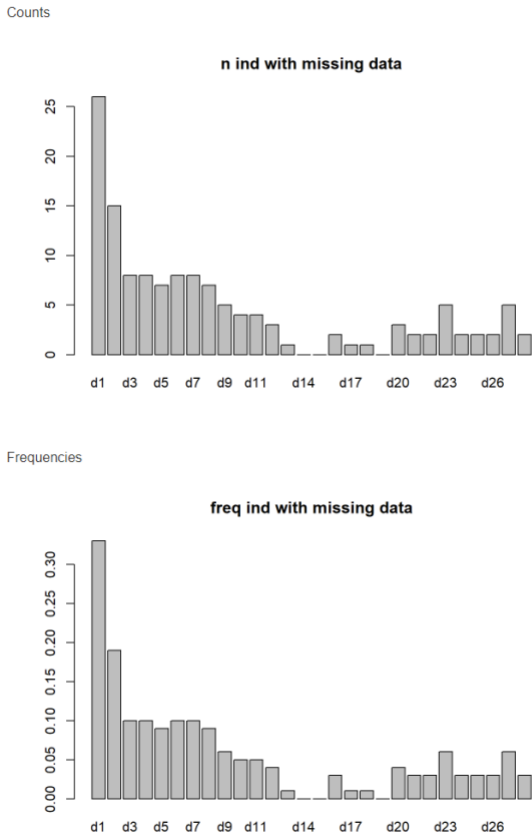 Counts
n ind with missing data
25
20
15
10
5
0
d1 d3 d5 d7 d9 d11 d14 d17 d20 d23 d26
Frequencies
freq ind with missing data
0.30
0.25
0.20
0.15
0.10
0.05
0.00
d1 d3 d5 d7 d9 d11 d14 d17 d20 d23 d26